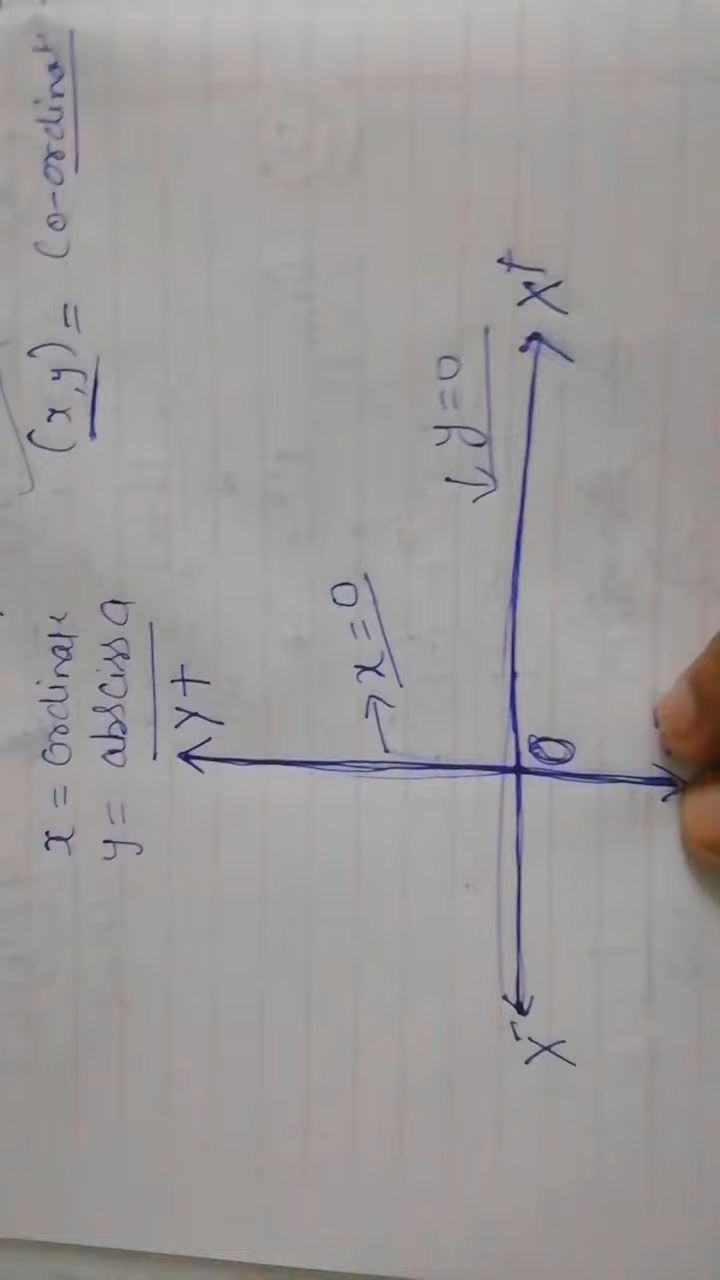 x = ordinate (x,y) = Co-ordinate
y = abscissa
y+
x=0
y=0
X- O X+